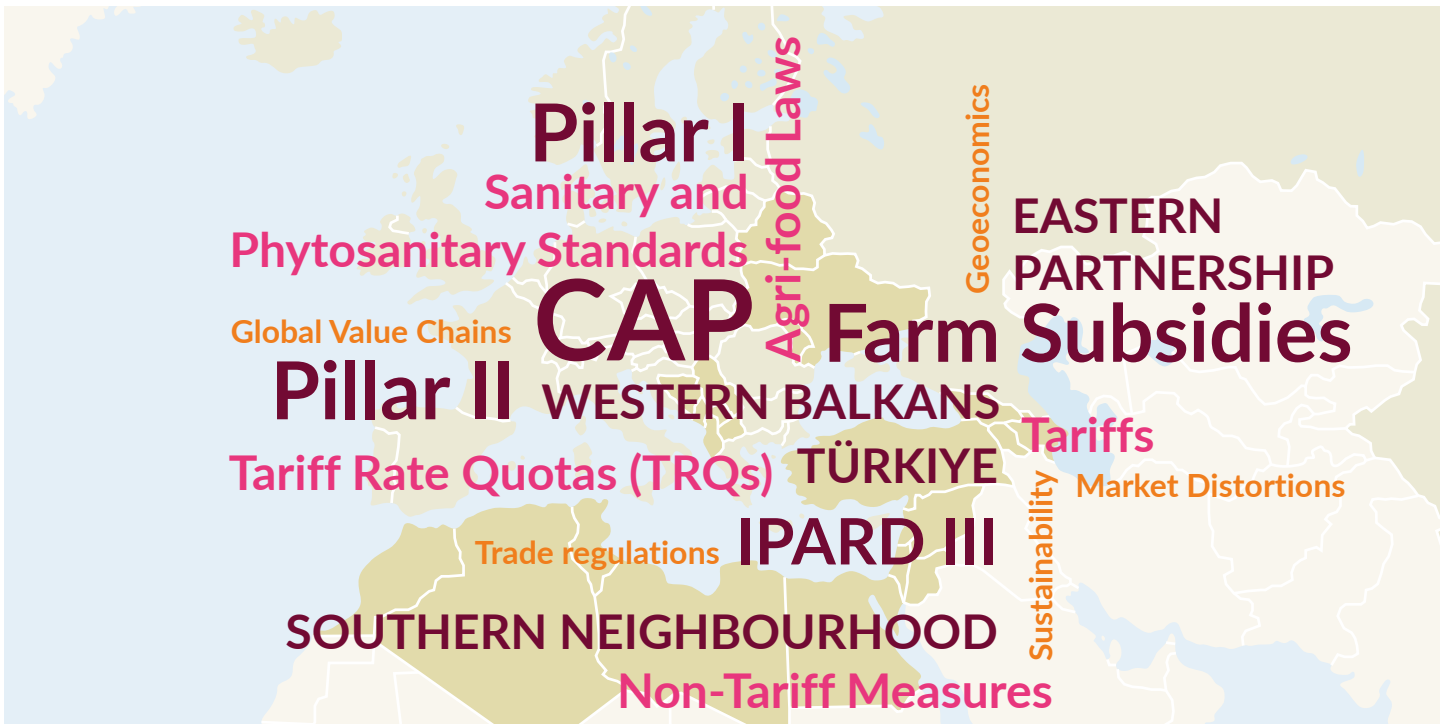 Pillar I
Agri-food Laws
Sanitary and
Phytosanitary Standards
Geoeconomics
EASTERN
PARTNERSHIP
CAP
Farm Subsidies
Global Value Chains
Pillar II
WESTERN BALKANS
Tariffs
Tariff Rate Quotas (TRQs)
TÜRKIYE
Market Distortions
Sustainability
Trade regulations
IPARD III
SOUTHERN NEIGHBOURHOOD
Non-Tariff Measures